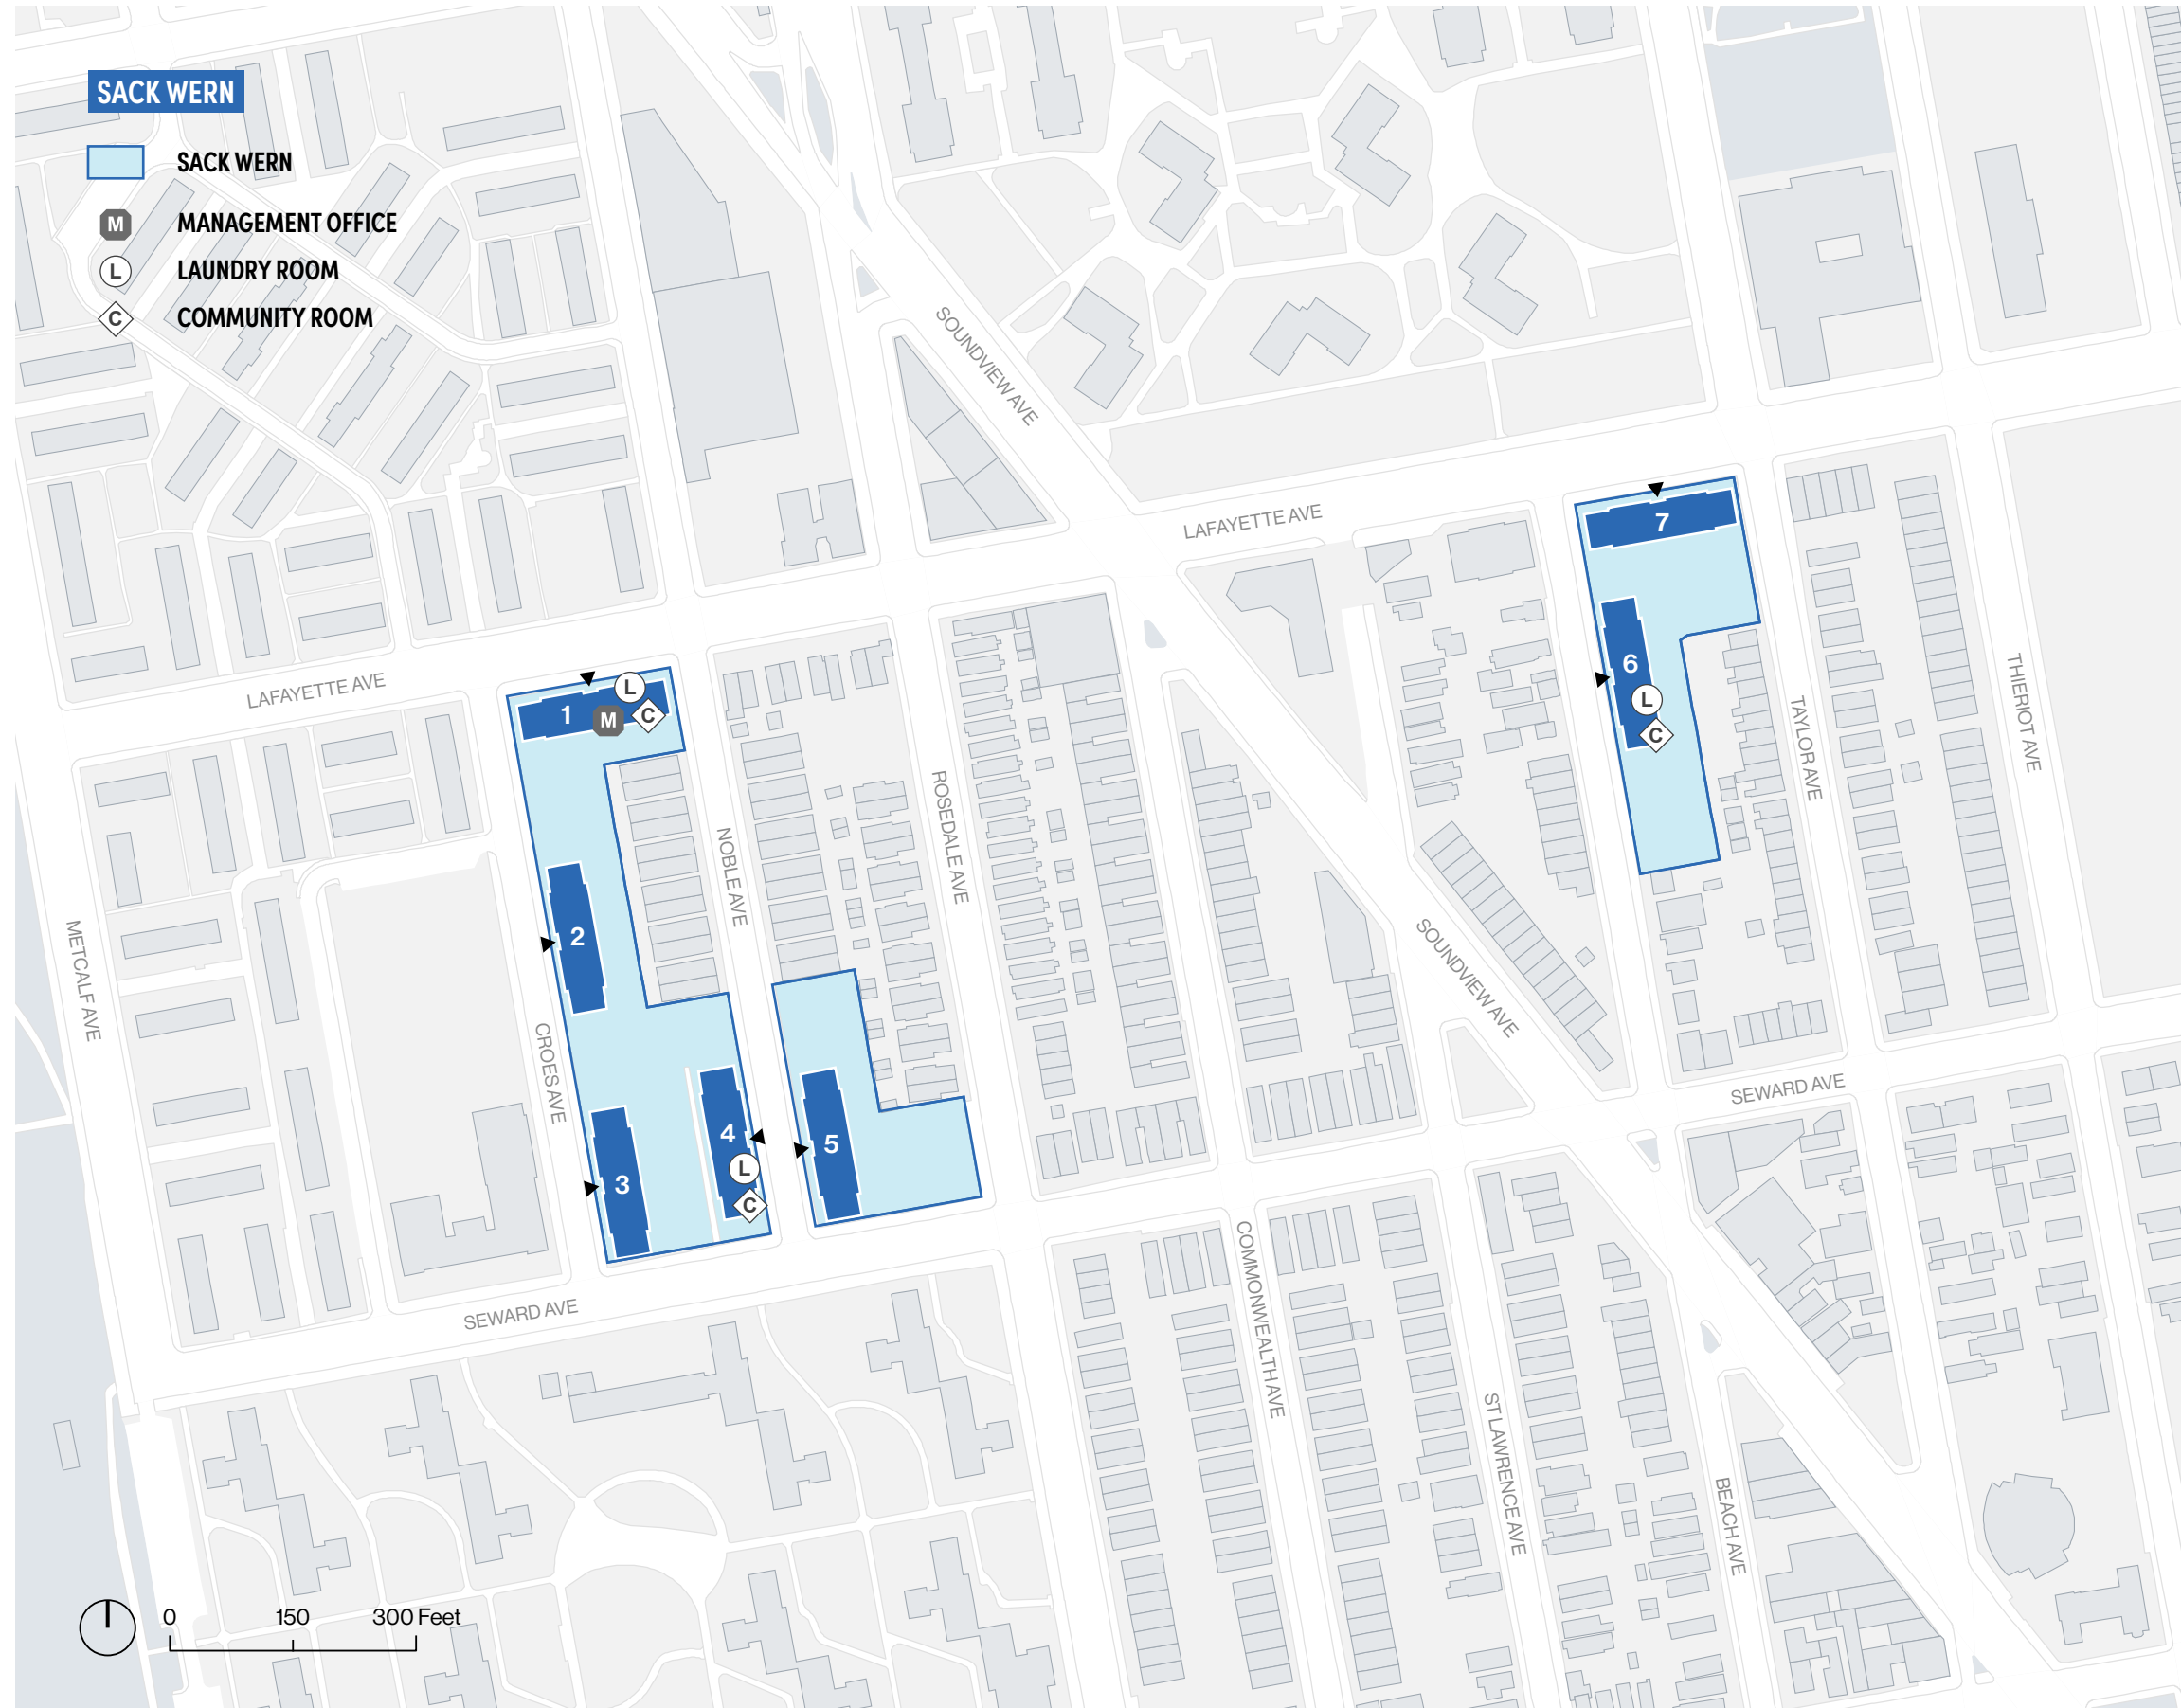 SACK WERN
SACK WERN
M MANAGEMENT OFFICE
L LAUNDRY ROOM
C COMMUNITY ROOM
SOUNDVIEW AVE
LAFAYETTE AVE
7
6
L
C
TAYLOR AVE
THIERIOT AVE
LAFAYETTE AVE
1
M
L
C
NOBLE AVE
ROSEDALE AVE
2
METCALF AVE
CROES AVE
SOUNDVIEW AVE
SEWARD AVE
3
4
L
C
5
SEWARD AVE
COMMONWEALTH AVE
ST LAWRENCE AVE
BEACH AVE
0 150 300 Feet